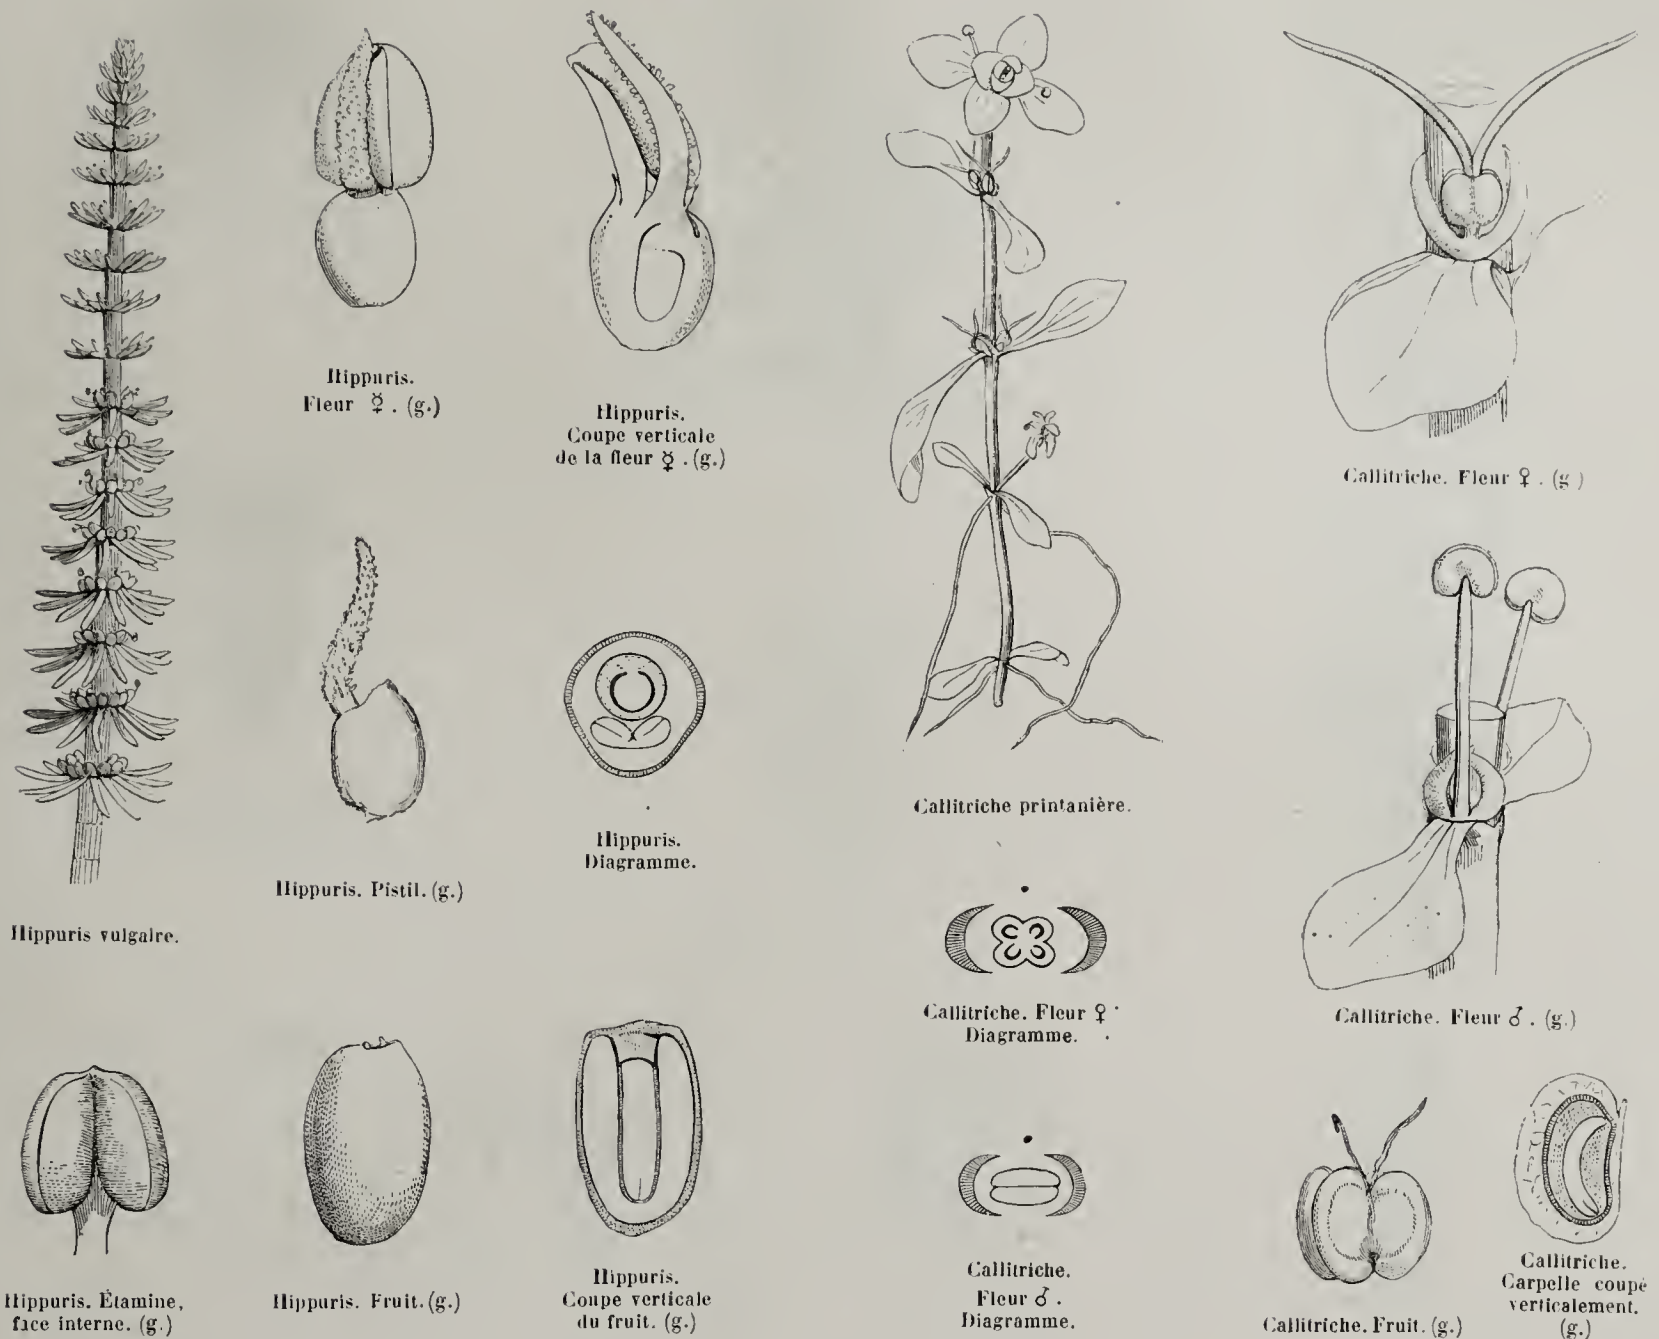 Hippuris.
Fleur ☿. (g.)
Hippuris.
Coupe verticale
de la fleur ☿. (g.)
Hippuris. Pistil. (g.)
Hippuris.
Diagramme.
Hippuris vulgaire.
Hippuris. Étamine,
face interne. (g.)
Hippuris. Fruit. (g.)
Hippuris.
Coupe verticale
du fruit. (g.)
Callitriche printanière.
Callitriche. Fleur ♀. (g.)
Callitriche. Fleur ♀.
Diagramme.
Callitriche. Fleur ♂. (g.)
Callitriche.
Fleur ♂.
Diagramme.
Callitriche. Fruit. (g.)
Callitriche.
Carpelle coupé
verticalement.
(g.)